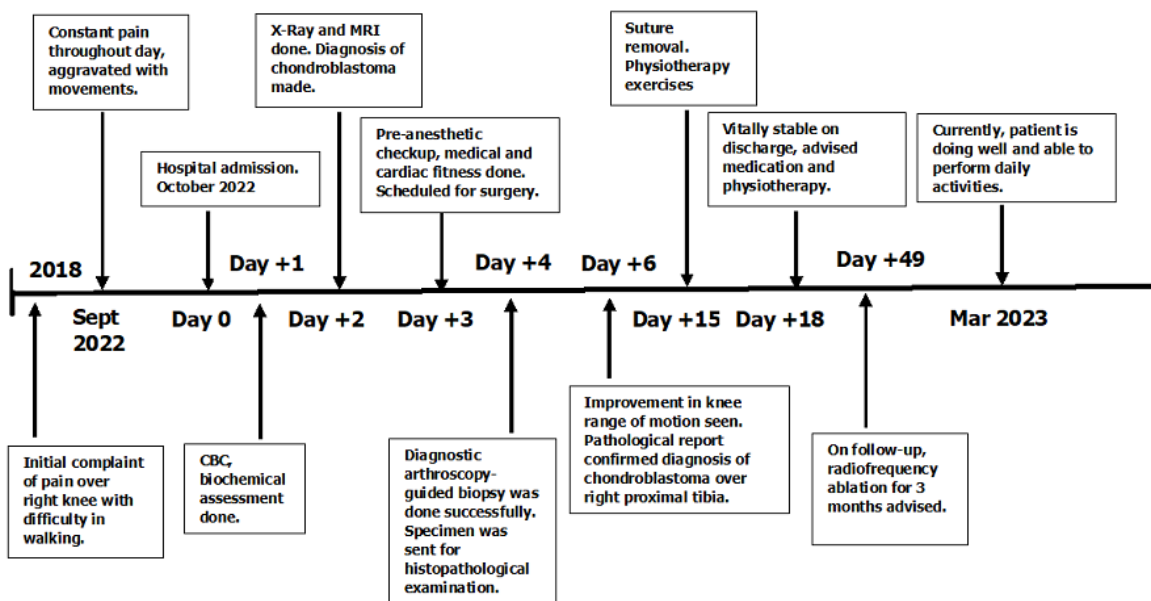 Constant pain
throughout day,
aggravated with
movements.
X-Ray and MRI
done. Diagnosis of
chondroblastoma
made.
Suture
removal.
Physiotherapy
exercises
Hospital admission.
October 2022
Pre-anesthetic
checkup, medical and
cardiac fitness done.
Scheduled for surgery.
Vitally stable on
discharge, advised
medication and
physiotherapy.
Currently, patient is
doing well and able to
perform daily
activities.
2018
Day +1
Day +4
Day +6
Day +49
Sept
2022
Day 0
Day +2
Day +3
Day +15
Day +18
Mar 2023
Initial complaint
of pain over
right knee with
difficulty in
walking.
CBC,
biochemical
assessment
done.
Diagnostic
arthroscopy-
guided biopsy was
done successfully.
Specimen was
sent for
histopathological
examination.
Improvement in knee
range of motion seen.
Pathological report
confirmed diagnosis of
chondroblastoma over
right proximal tibia.
On follow-up,
radiofrequency
ablation for 3
months advised.